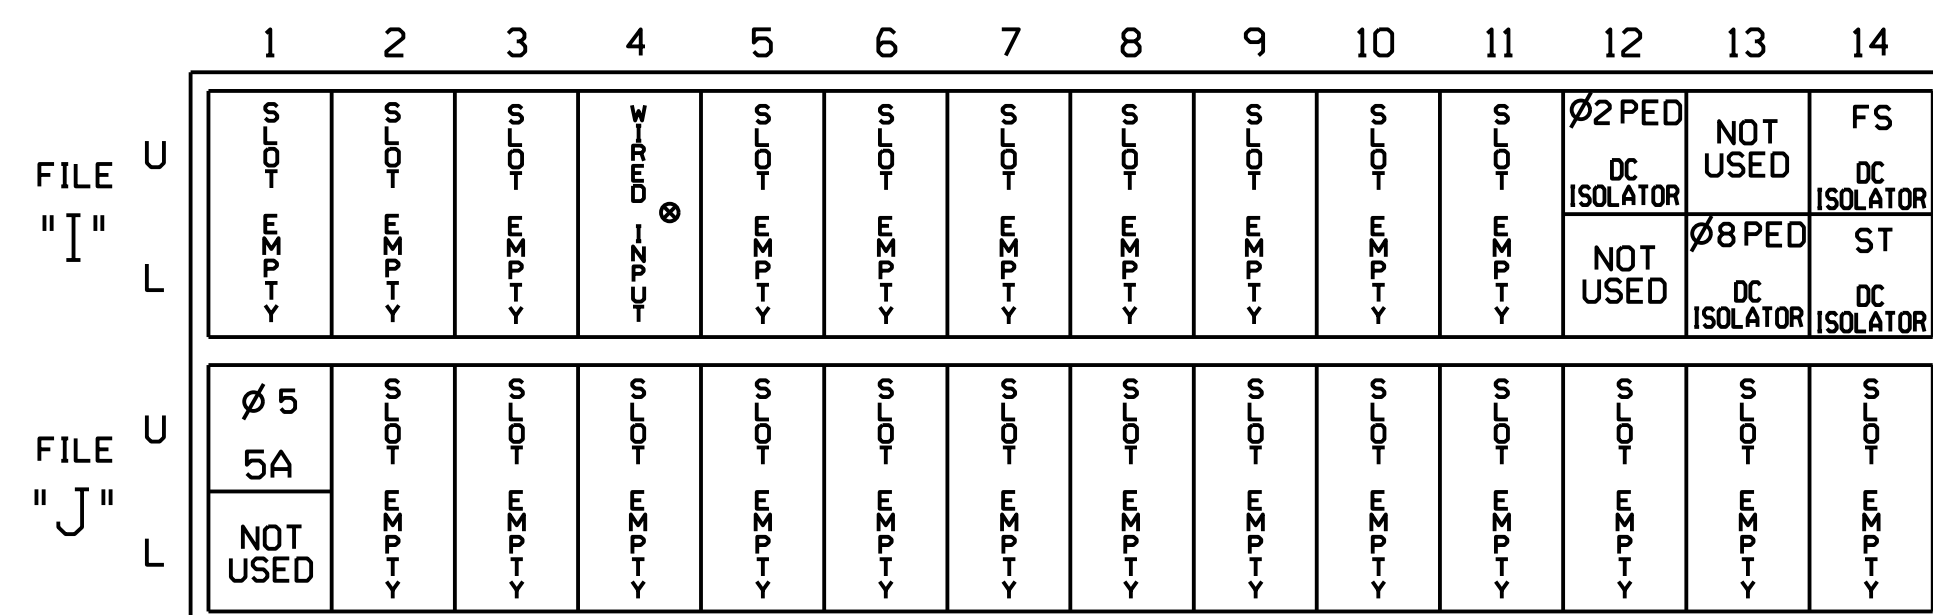 1 2 3 4 5 6 7 8 9 10 11 12 13 14
FILE
"I"
U
L
SLOT EMPTY
SLOT EMPTY
SLOT EMPTY
WIRED INPUT
SLOT EMPTY
SLOT EMPTY
SLOT EMPTY
SLOT EMPTY
SLOT EMPTY
SLOT EMPTY
SLOT EMPTY
Ø2 PED
DC
ISOLATOR
NOT
USED
NOT
USED
Ø8 PED
DC
ISOLATOR
FS
DC
ISOLATOR
ST
DC
ISOLATOR
FILE
"J"
U
L
Ø 5
5A
NOT
USED
SLOT EMPTY
SLOT EMPTY
SLOT EMPTY
SLOT EMPTY
SLOT EMPTY
SLOT EMPTY
SLOT EMPTY
SLOT EMPTY
SLOT EMPTY
SLOT EMPTY
SLOT EMPTY
SLOT EMPTY
SLOT EMPTY